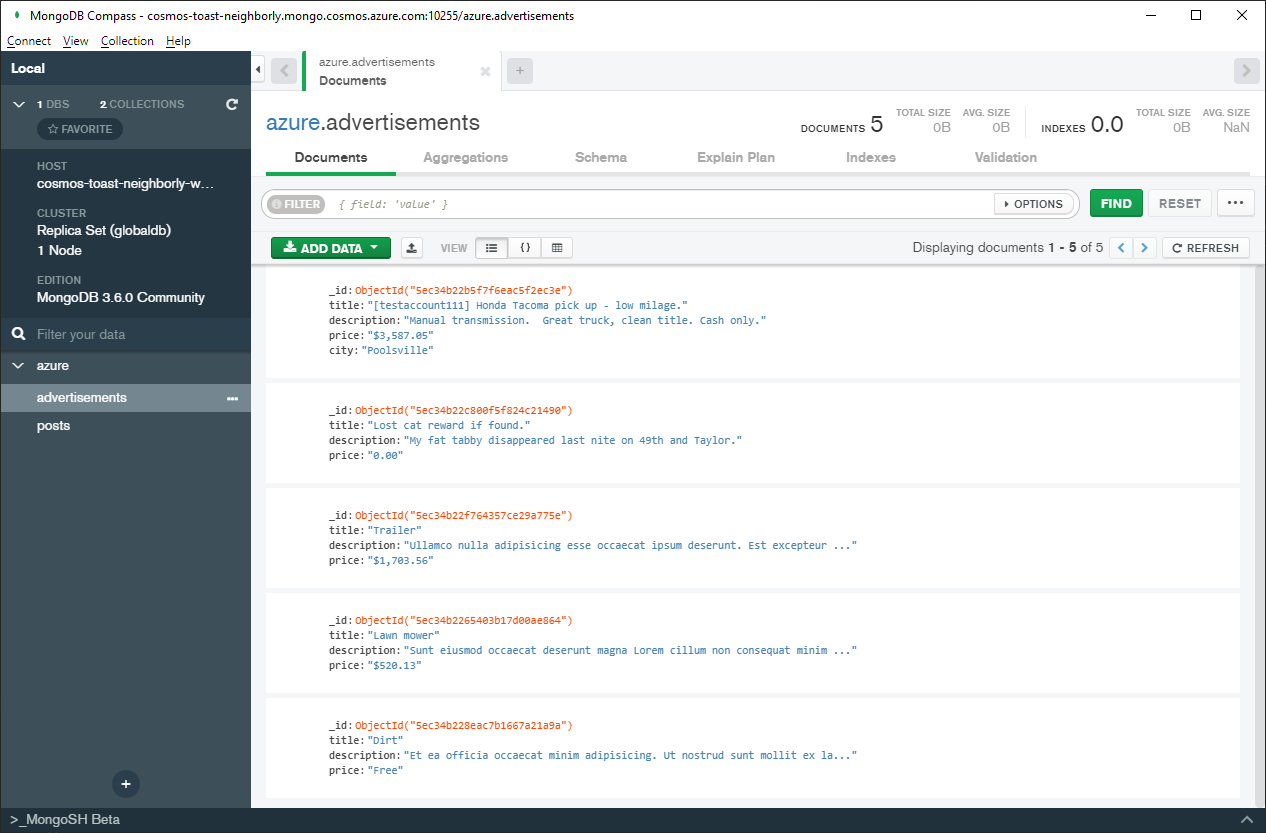 MongoDB Compass - cosmos-toast-neighborly.mongo.cosmos.azure.com:10255/azure.advertisements
Connect View Collection Help
Local
1 DBS 2 COLLECTIONS
FAVORITE
HOST
cosmos-toast-neighborly-w...
CLUSTER
Replica Set (globaldb)
1 Node
EDITION
MongoDB 3.6.0 Community
Filter your data
azure
advertisements
posts
azure.advertisements
Documents
azure.advertisements
DOCUMENTS 5 TOTAL SIZE 0B AVG. SIZE 0B INDEXES 0.0 TOTAL SIZE 0B AVG. SIZE NaN
Documents Aggregations Schema Explain Plan Indexes Validation
FILTER { field: 'value' } OPTIONS FIND RESET
ADD DATA VIEW {} Displaying documents 1 - 5 of 5 REFRESH
_id:ObjectId("5ec34b22b5f7f6eac5f2ec3e")
title:"[testaccount111] Honda Tacoma pick up - low milage."
description:"Manual transmission.  Great truck, clean title. Cash only."
price:"$3,587.05"
city:"Poolsville"
_id:ObjectId("5ec34b22c800f5f824c21490")
title:"Lost cat reward if found."
description:"My fat tabby disappeared last nite on 49th and Taylor."
price:"0.00"
_id:ObjectId("5ec34b22f764357ce29a775e")
title:"Trailer"
description:"Ullamco nulla adipisicing esse occaecat ipsum deserunt. Est excepteur ..."
price:"$1,703.56"
_id:ObjectId("5ec34b2265403b17d00ae864")
title:"Lawn mower"
description:"Sunt eiusmod occaecat deserunt magna Lorem cillum non consequat minim ..."
price:"$520.13"
_id:ObjectId("5ec34b228eac7b1667a21a9a")
title:"Dirt"
description:"Et ea officia occaecat minim adipisicing. Ut nostrud sunt mollit ex la..."
price:"Free"
>_MongoSH Beta